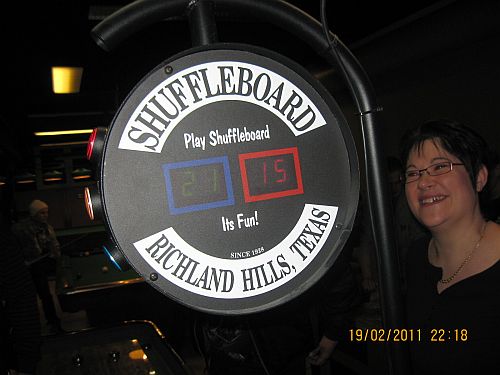 SHUFFLEBOARD
Play Shuffleboard
21 15
Its Fun!
SINCE 1928
RICHLAND HILLS, TEXAS
19/02/2011 22:18